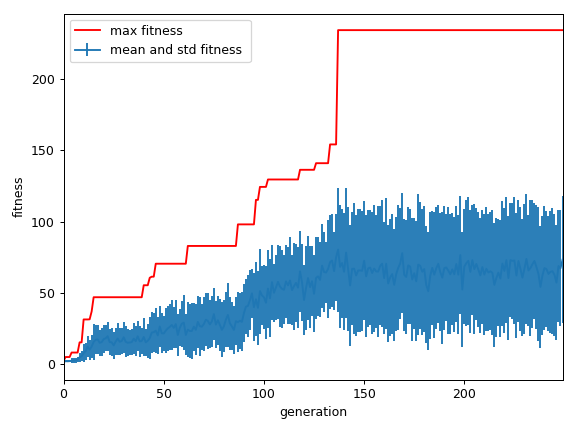 max fitness
mean and std fitness
fitness
200
150
100
50
0
0 50 100 150 200
generation